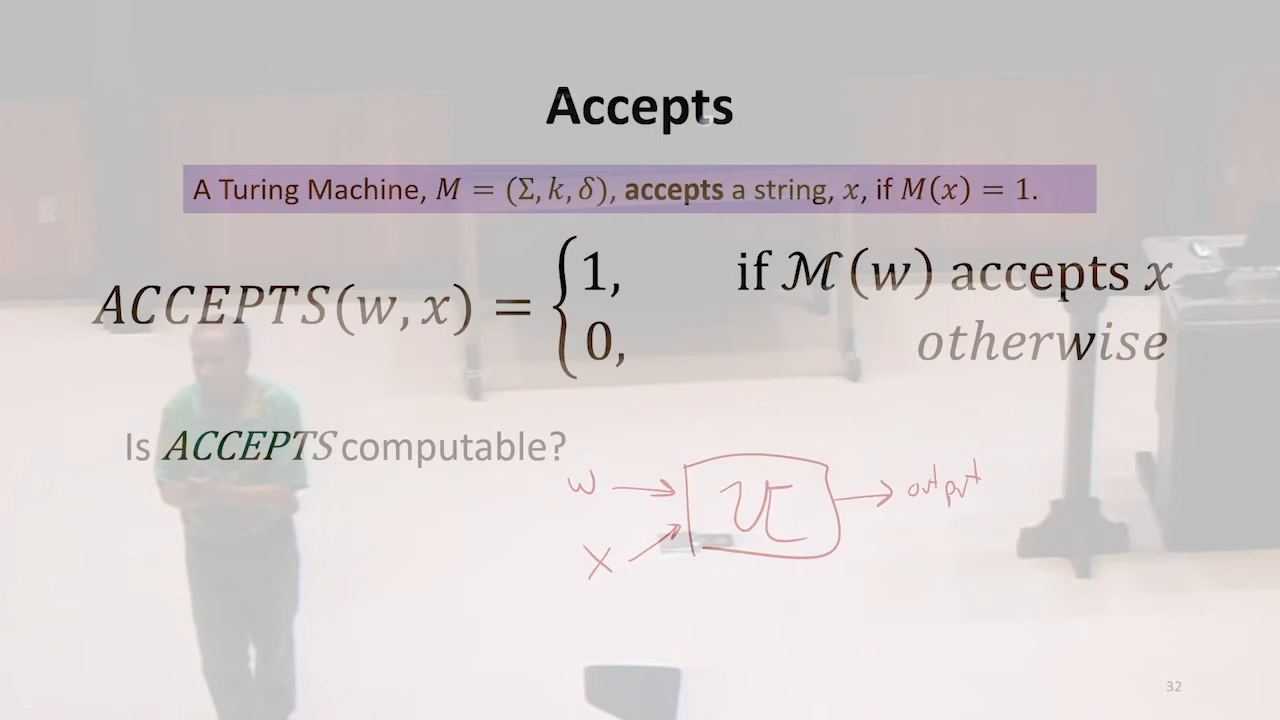 Accepts
A Turing Machine, M = (Σ, k, δ), accepts a string, x, if M(x) = 1.
ACCEPTS(w, x) = { 1, if ℳ(w) accepts x
0, otherwise
Is ACCEPTS computable?
w
U
output
x
32